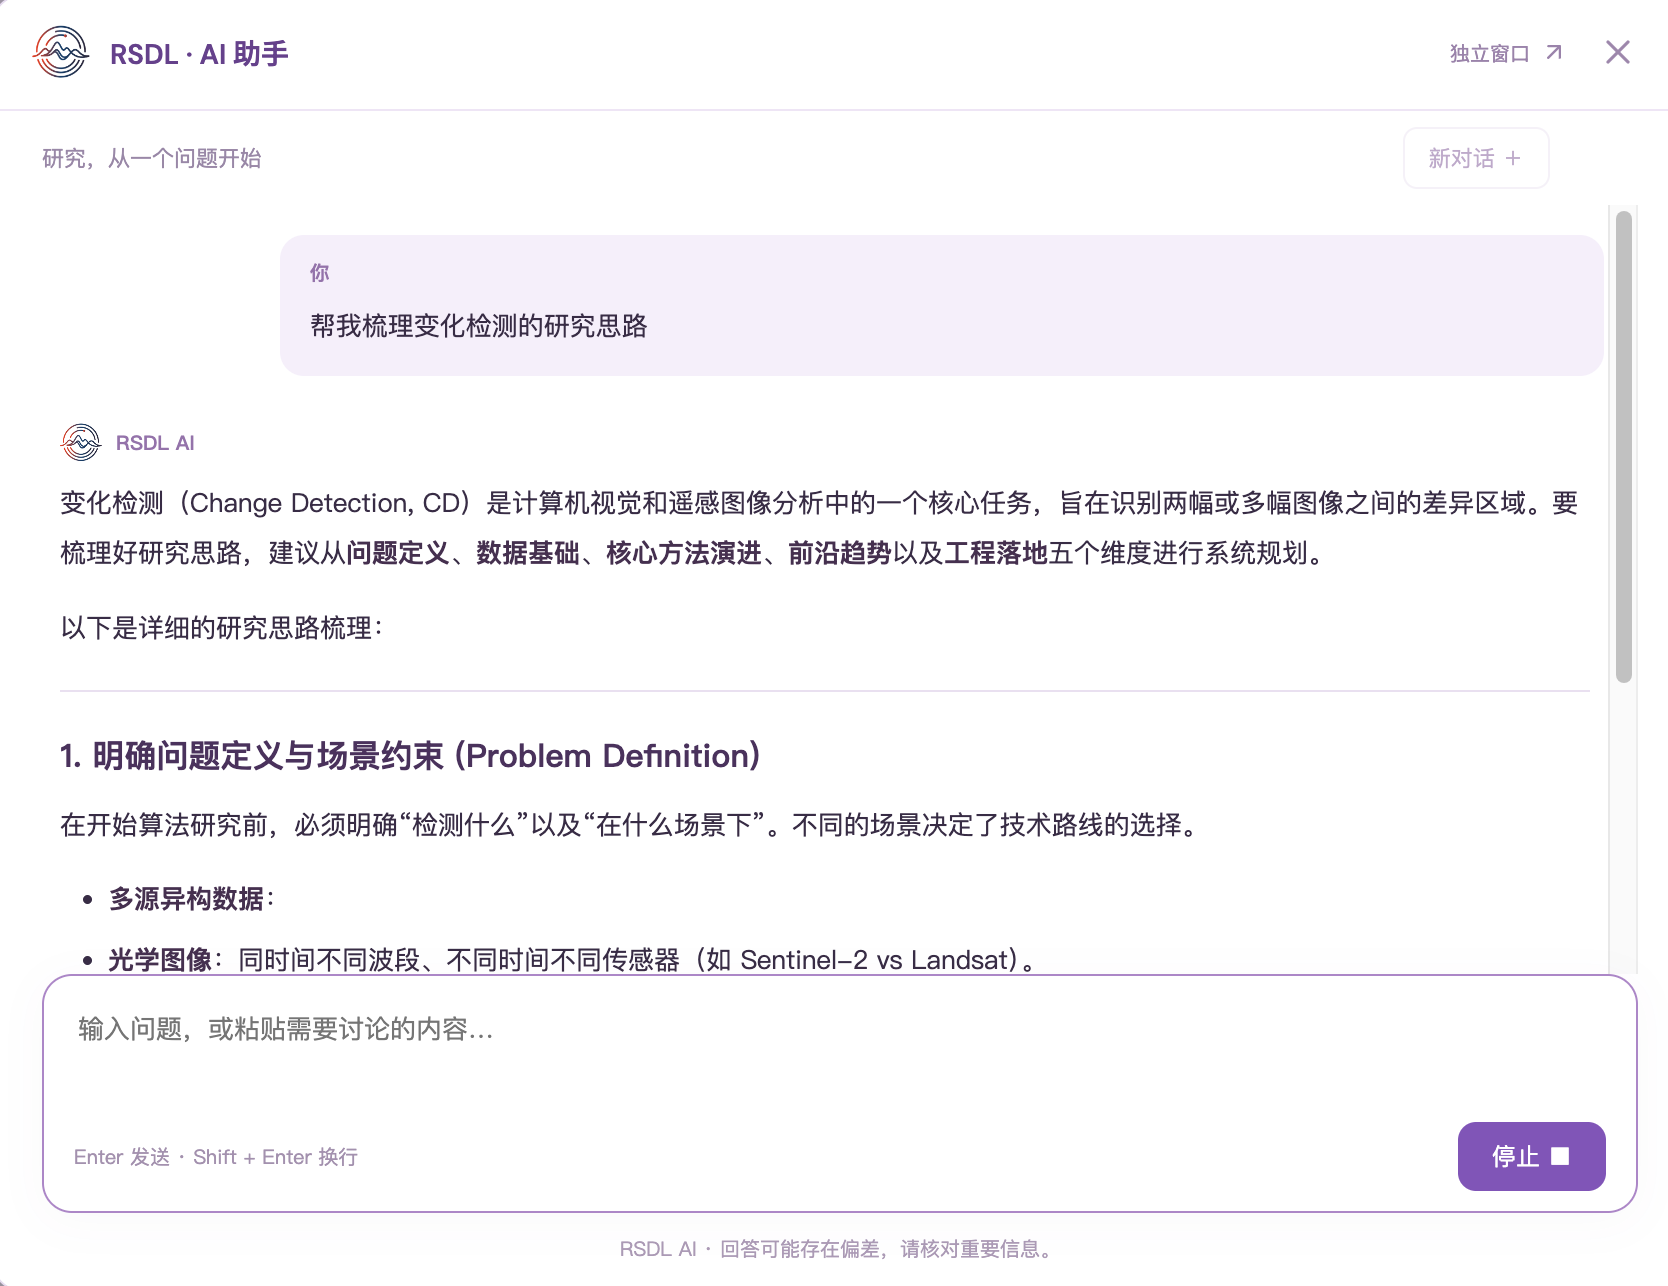 RSDL · AI 助手
独立窗口 ↗ ×
研究，从一个问题开始
新对话 +
你
帮我梳理变化检测的研究思路
RSDL AI
变化检测（Change Detection, CD）是计算机视觉和遥感图像分析中的一个核心任务，旨在识别两幅或多幅图像之间的差异区域。要
梳理好研究思路，建议从问题定义、数据基础、核心方法演进、前沿趋势以及工程落地五个维度进行系统规划。
以下是详细的研究思路梳理：
1. 明确问题定义与场景约束 (Problem Definition)
在开始算法研究前，必须明确“检测什么”以及“在什么场景下”。不同的场景决定了技术路线的选择。
• 多源异构数据：
• 光学图像：同时间不同波段、不同时间不同传感器（如 Sentinel-2 vs Landsat）。
输入问题，或粘贴需要讨论的内容…
Enter 发送 · Shift + Enter 换行
停止
RSDL AI · 回答可能存在偏差，请核对重要信息。